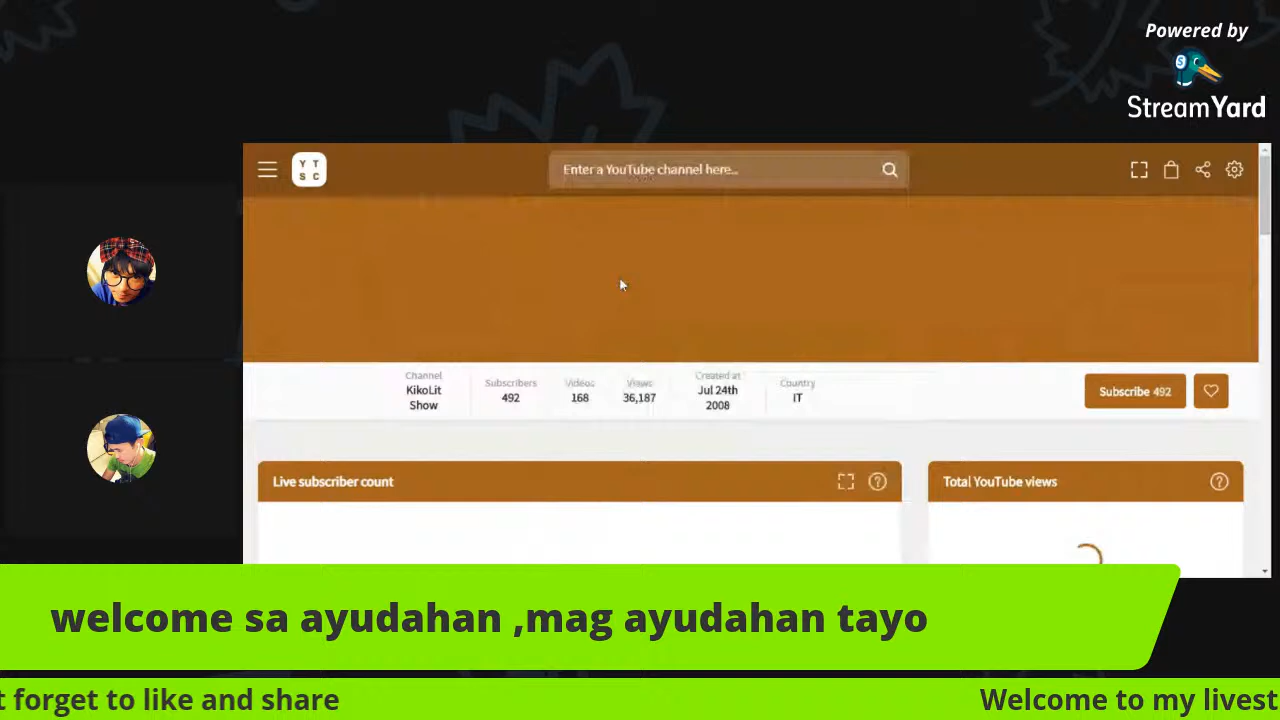 Powered by
StreamYard
Y T
S C
Enter a YouTube channel here...
Channel
KikoLit
Show
Subscribers
492
Videos
168
Views
36,187
Created at
Jul 24th
2008
Country
IT
Subscribe 492
Live subscriber count
Total YouTube views
welcome sa ayudahan ,mag ayudahan tayo
t forget to like and share
Welcome to my livest